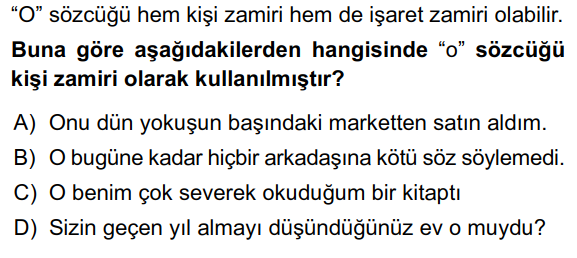 “O” sözcüğü hem kişi zamiri hem de işaret zamiri olabilir.
Buna göre aşağıdakilerden hangisinde “o” sözcüğü
kişi zamiri olarak kullanılmıştır?
A) Onu dün yokuşun başındaki marketten satın aldım.
B) O bugüne kadar hiçbir arkadaşına kötü söz söylemedi.
C) O benim çok severek okuduğum bir kitaptı
D) Sizin geçen yıl almayı düşündüğünüz ev o muydu?